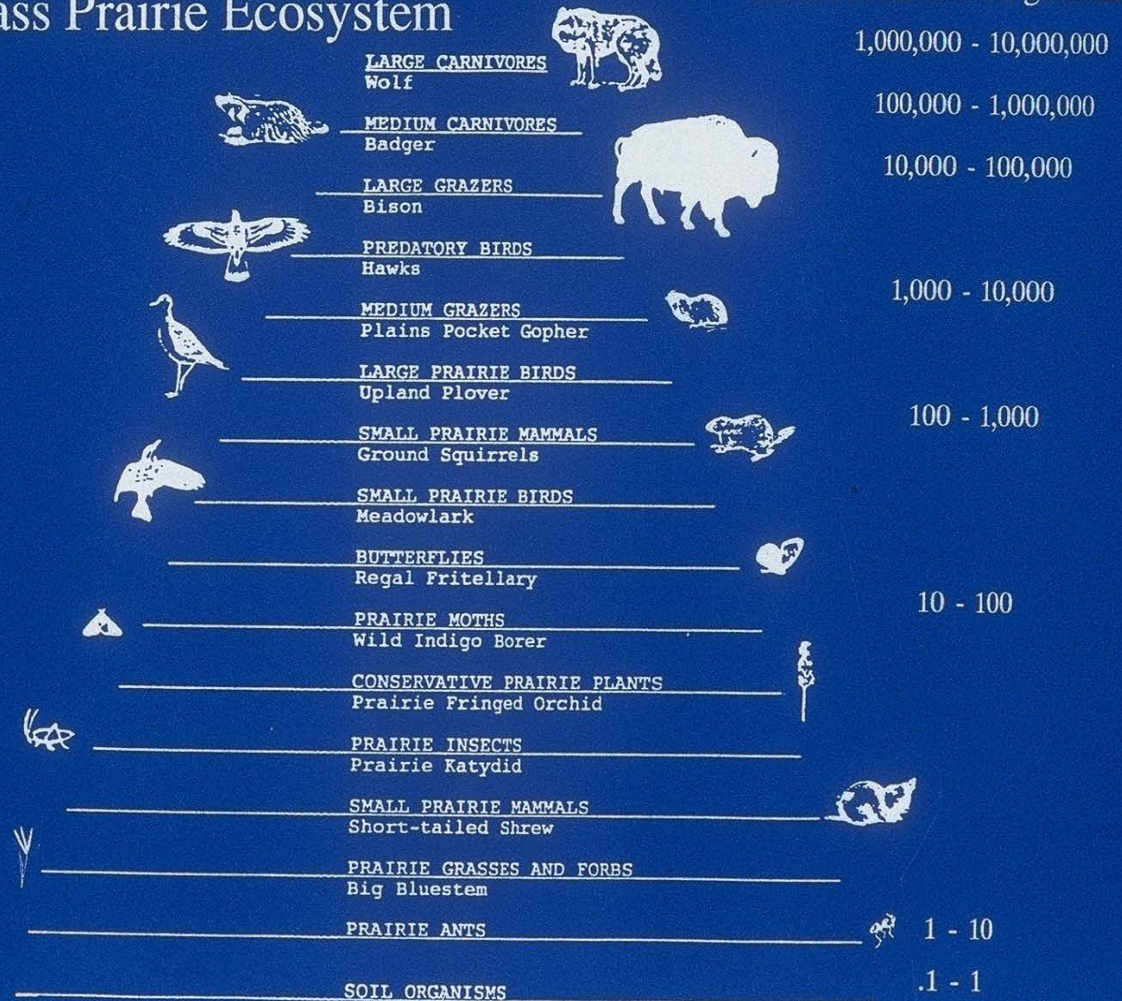 ass Prairie Ecosystem
1,000,000 - 10,000,000
LARGE CARNIVORES
Wolf
100,000 - 1,000,000
MEDIUM CARNIVORES
Badger
10,000 - 100,000
LARGE GRAZERS
Bison
PREDATORY BIRDS
Hawks
1,000 - 10,000
MEDIUM GRAZERS
Plains Pocket Gopher
LARGE PRAIRIE BIRDS
Upland Plover
100 - 1,000
SMALL PRAIRIE MAMMALS
Ground Squirrels
SMALL PRAIRIE BIRDS
Meadowlark
BUTTERFLIES
Regal Fritellary
10 - 100
PRAIRIE MOTHS
Wild Indigo Borer
CONSERVATIVE PRAIRIE PLANTS
Prairie Fringed Orchid
PRAIRIE INSECTS
Prairie Katydid
SMALL PRAIRIE MAMMALS
Short-tailed Shrew
PRAIRIE GRASSES AND FORBS
Big Bluestem
PRAIRIE ANTS
1 - 10
.1 - 1
SOIL ORGANISMS